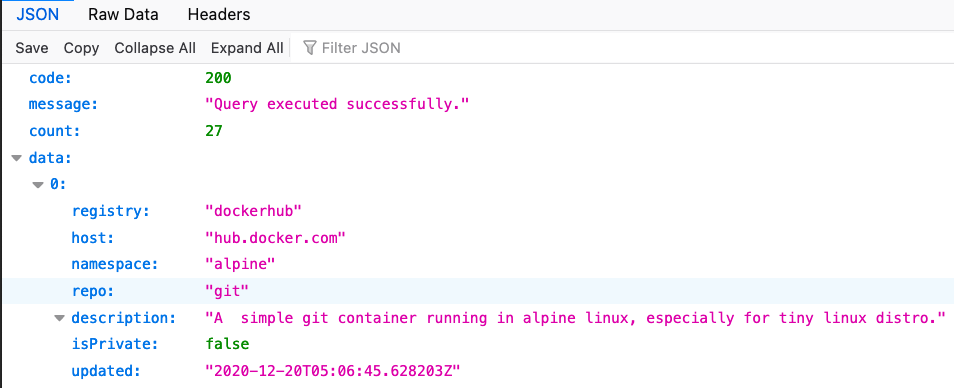 JSON Raw Data Headers
Save Copy Collapse All Expand All Filter JSON
code: 200
message: "Query executed successfully."
count: 27
data:
0:
registry: "dockerhub"
host: "hub.docker.com"
namespace: "alpine"
repo: "git"
description: "A  simple git container running in alpine linux, especially for tiny linux distro."
isPrivate: false
updated: "2020-12-20T05:06:45.628203Z"